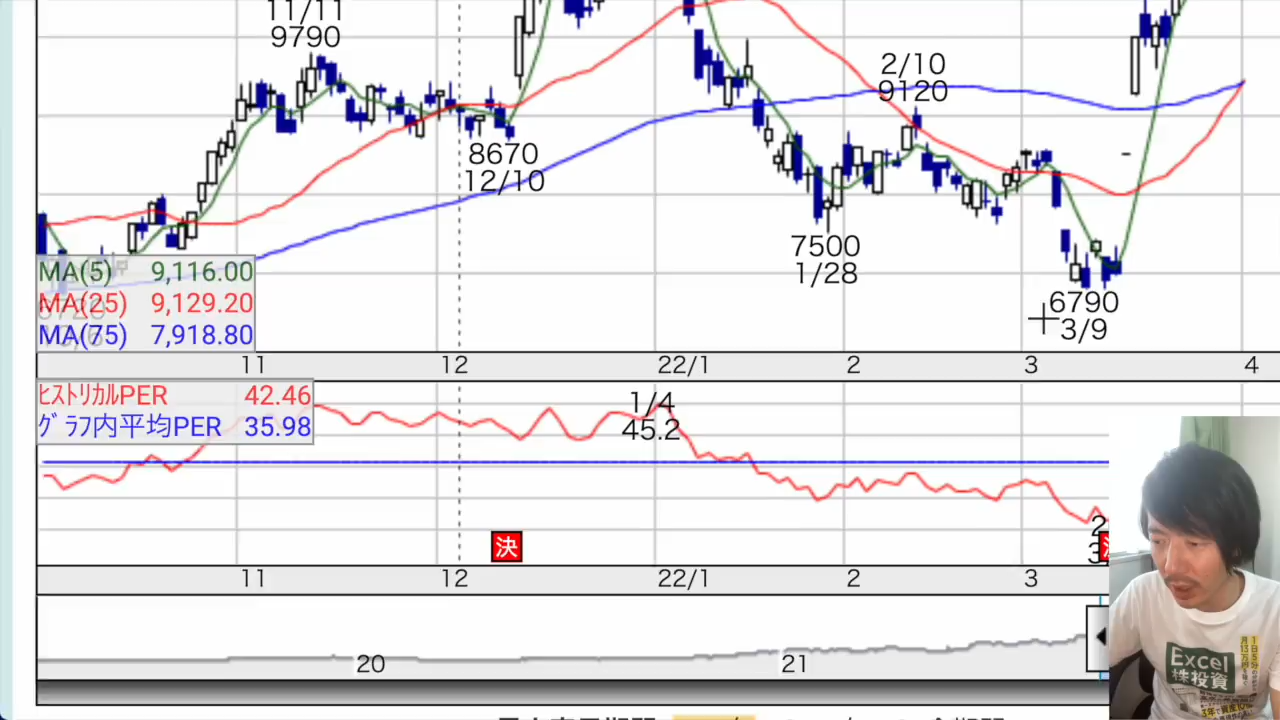 11/11
9790
2/10
9120
8670
12/10
7500
1/28
6790
3/9
MA(5) 9,116.00
MA(25) 9,129.20
MA(75) 7,918.80
11 12 22/1 2 3 4
ﾋｽﾄﾘｶﾙPER 42.46
ｸﾞﾗﾌ内平均PER 35.98
1/4
45.2
決
11 12 22/1 2 3
20 21
Excel
株投資